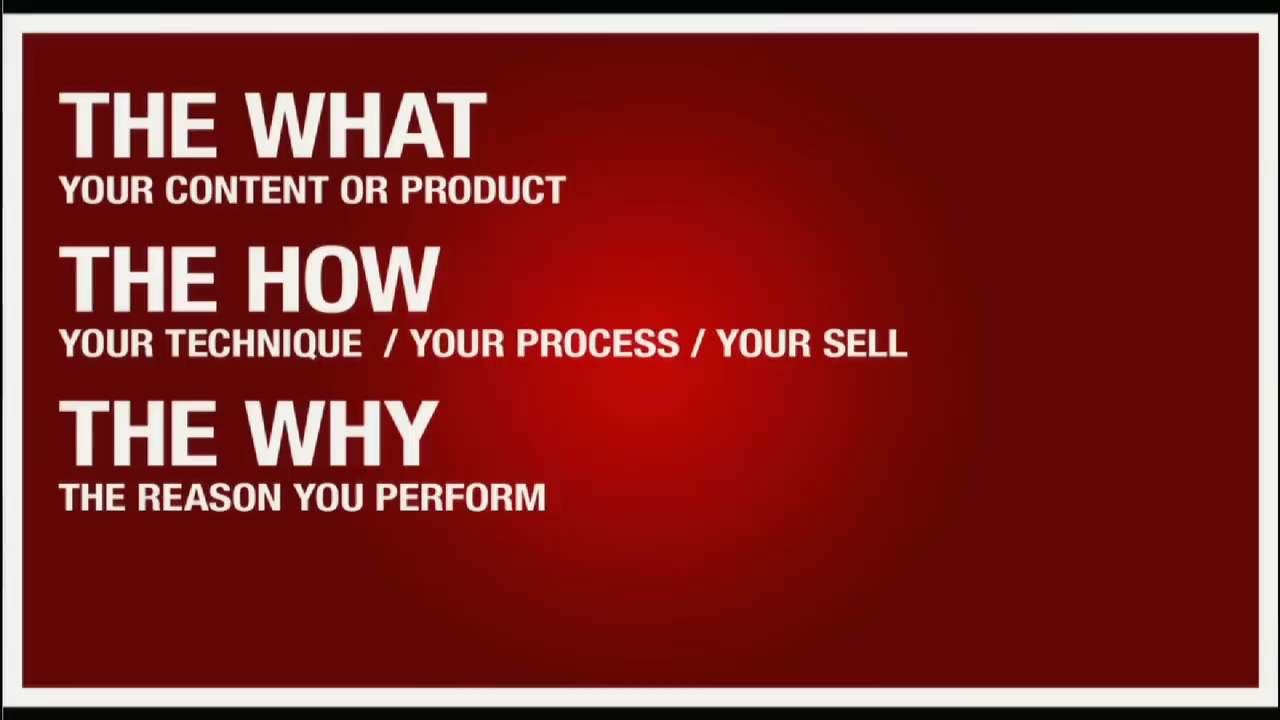 THE WHAT
YOUR CONTENT OR PRODUCT
THE HOW
YOUR TECHNIQUE / YOUR PROCESS / YOUR SELL
THE WHY
THE REASON YOU PERFORM